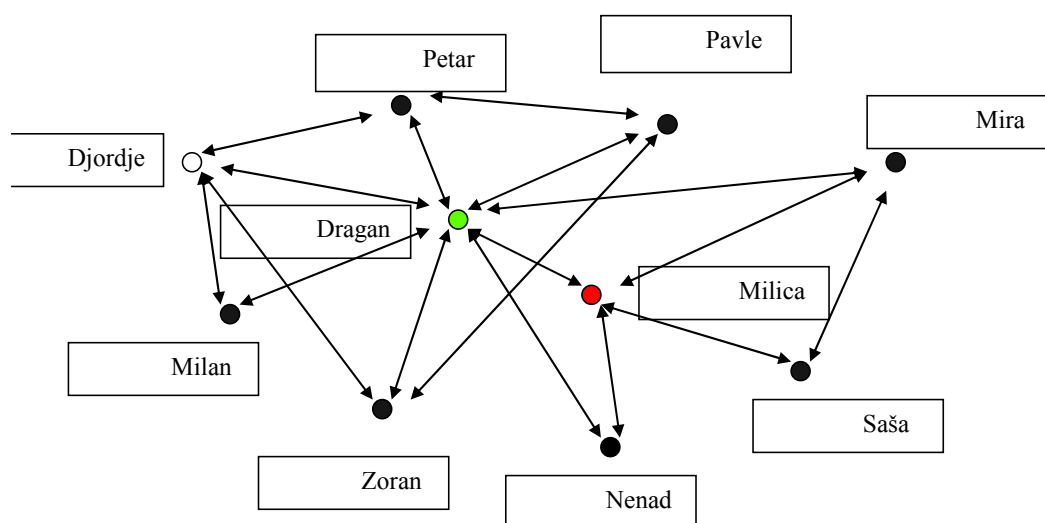 Pavle
Petar
Mira
Djordje
Dragan
Milica
Milan
Saša
Zoran
Nenad